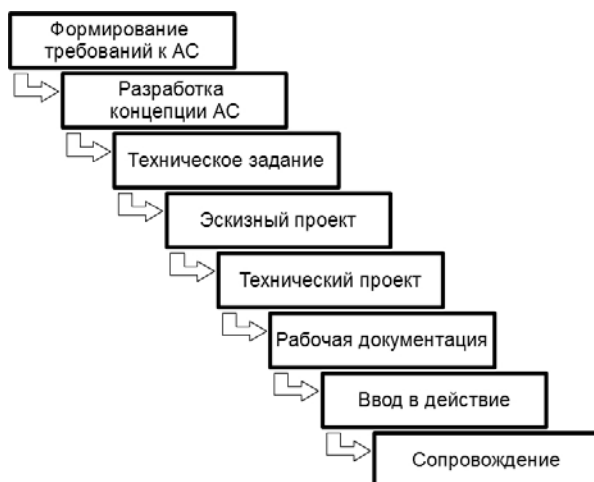 Формирование
требований к АС
Разработка
концепции АС
Техническое задание
Эскизный проект
Технический проект
Рабочая документация
Ввод в действие
Сопровождение